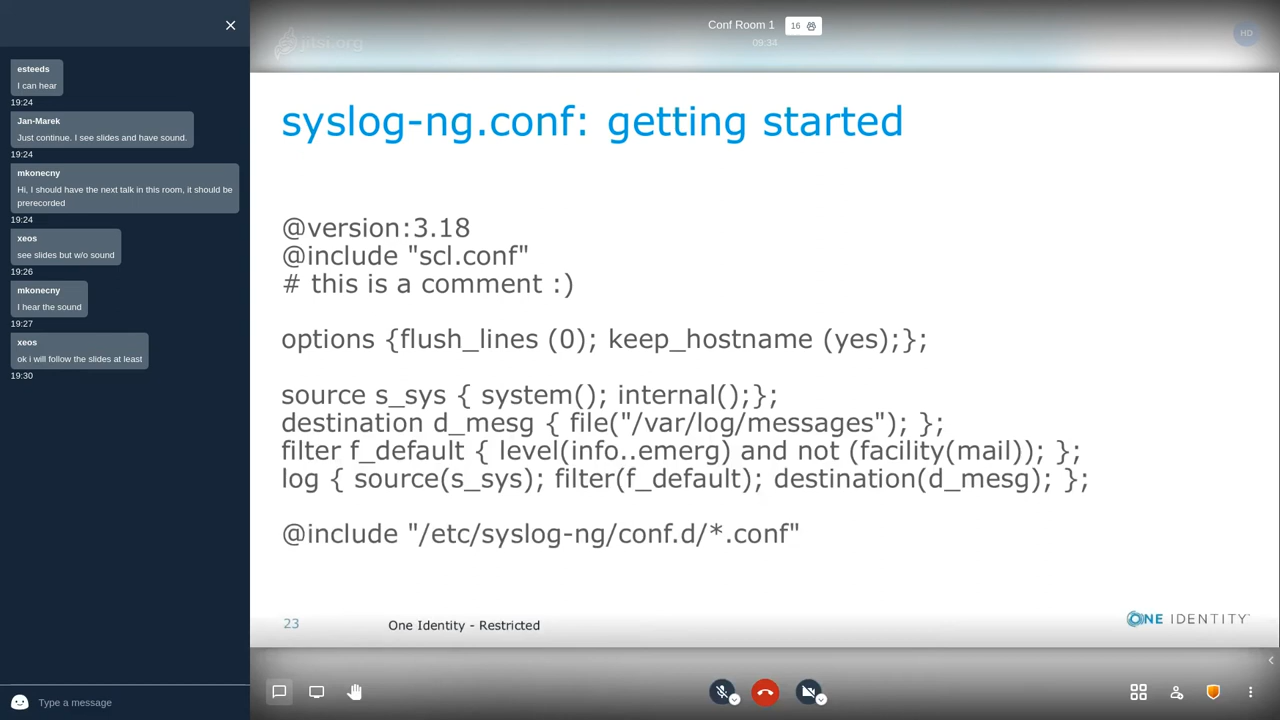 Conf Room 1
16
09:34
HD
jitsi.org
esteeds
I can hear
19:24
Jan-Marek
Just continue. I see slides and have sound.
19:24
mkonecny
Hi, I should have the next talk in this room, it should be
prerecorded
19:24
xeos
see slides but w/o sound
19:26
mkonecny
I hear the sound
19:27
xeos
ok i will follow the slides at least
19:30
Type a message
syslog-ng.conf: getting started
@version:3.18
@include "scl.conf"
# this is a comment :)
options {flush_lines (0); keep_hostname (yes);};
source s_sys { system(); internal();};
destination d_mesg { file("/var/log/messages"); };
filter f_default { level(info..emerg) and not (facility(mail)); };
log { source(s_sys); filter(f_default); destination(d_mesg); };
@include "/etc/syslog-ng/conf.d/*.conf"
23
One Identity - Restricted
ONE IDENTITY™